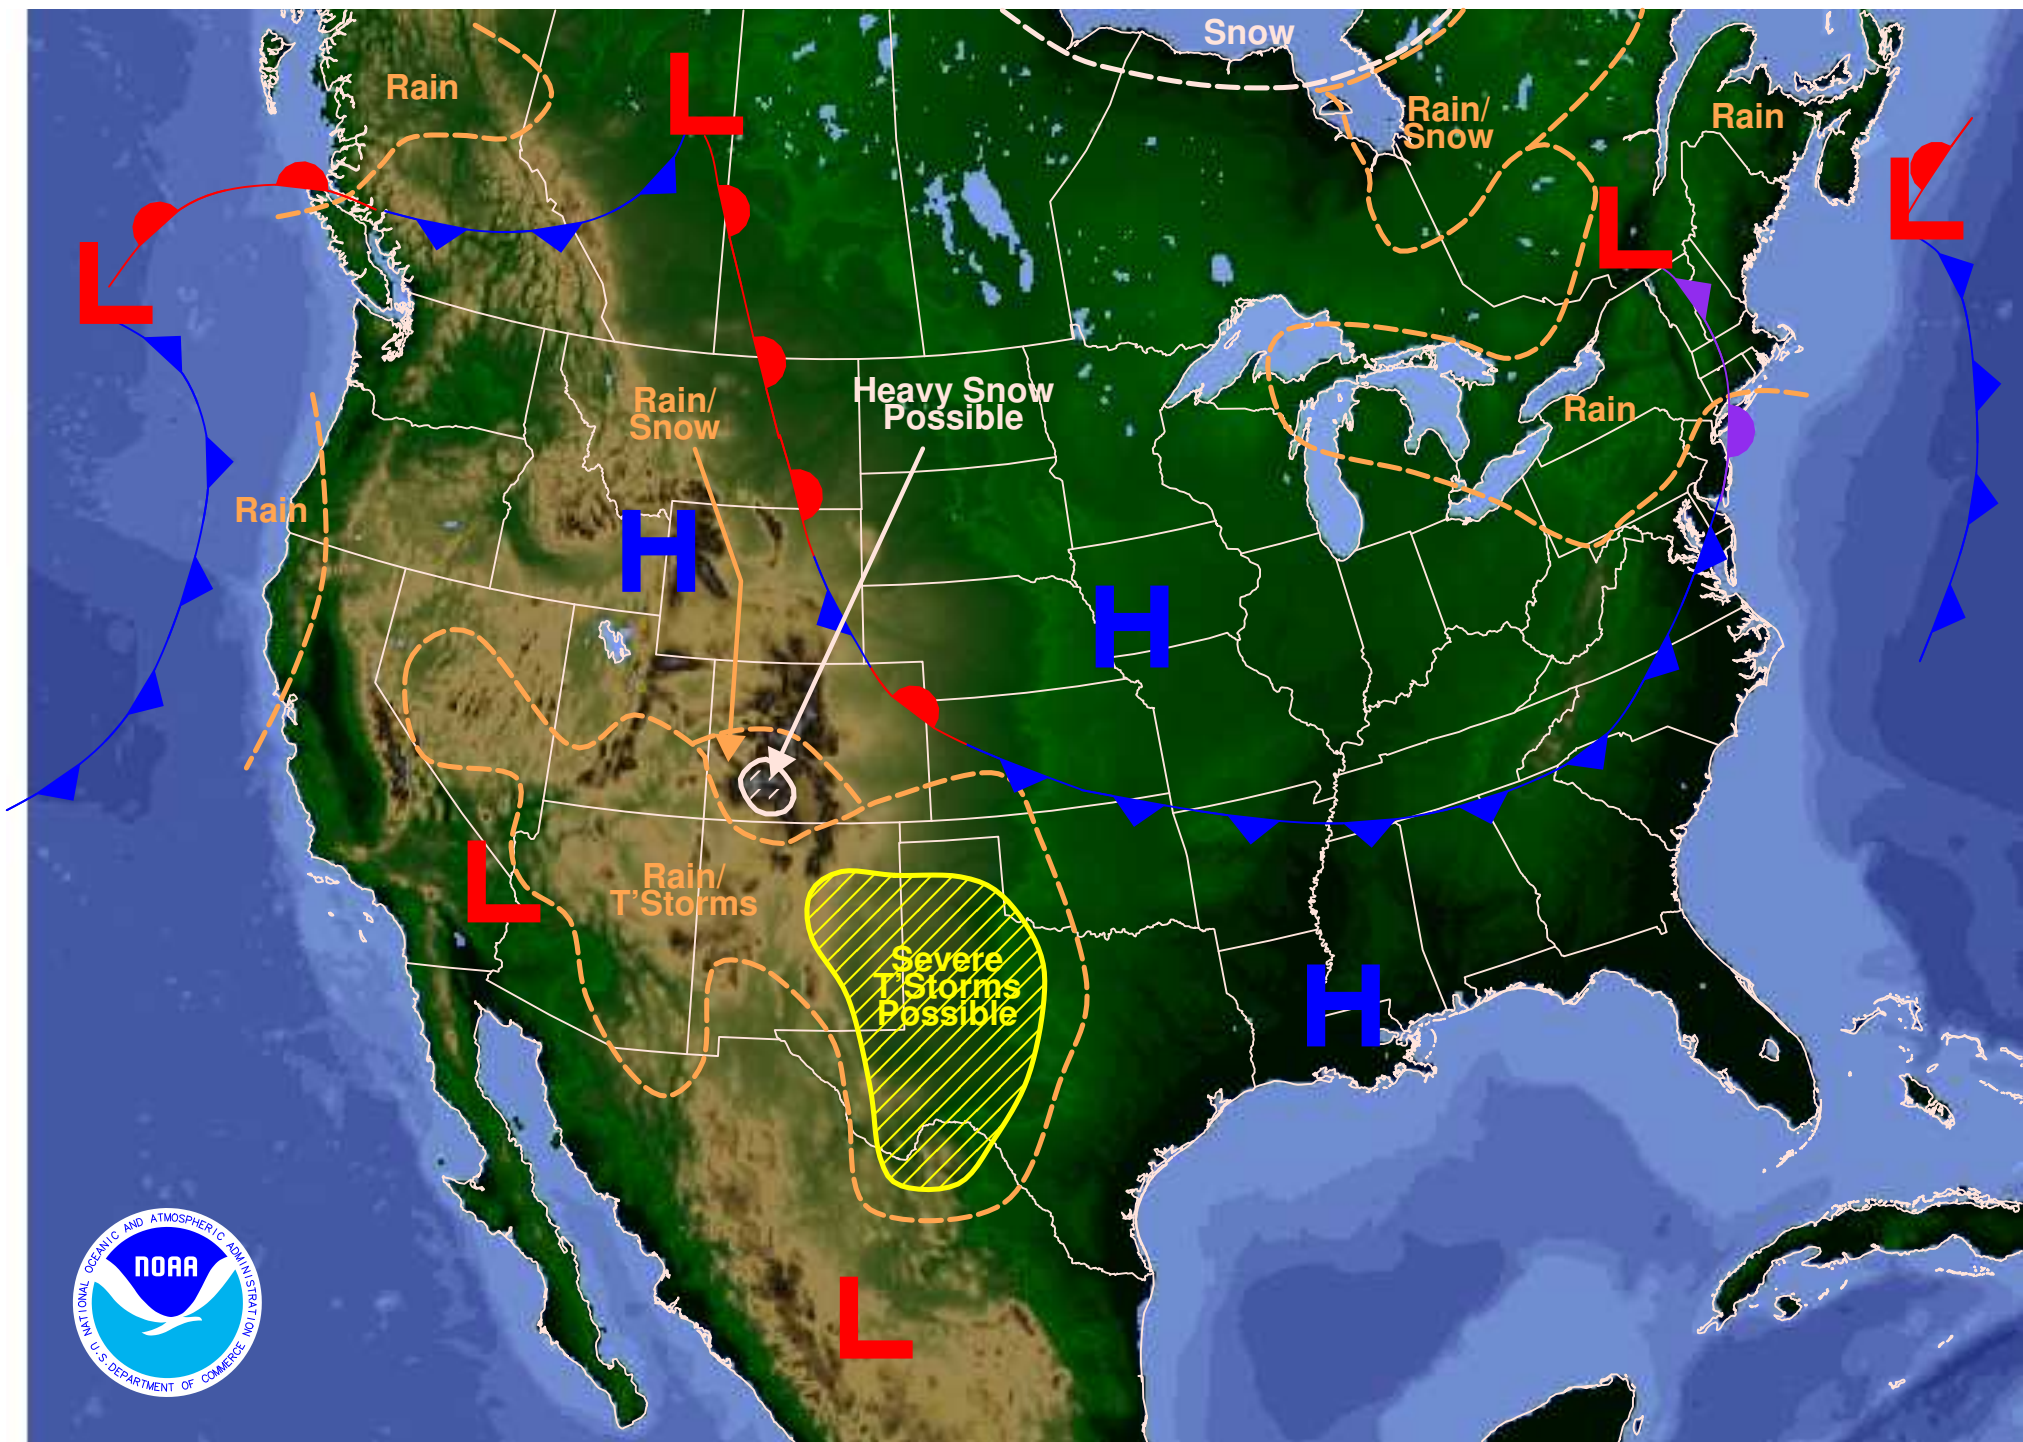 Snow
Rain
Rain/
Snow
Rain
L
L
L
L
L
Rain/
Snow
Heavy Snow
Possible
Rain
Rain
H
H
Rain/
T'Storms
L
Severe
T'Storms
Possible
H
L
NATIONAL OCEANIC AND ATMOSPHERIC ADMINISTRATION
NOAA
U.S. DEPARTMENT OF COMMERCE